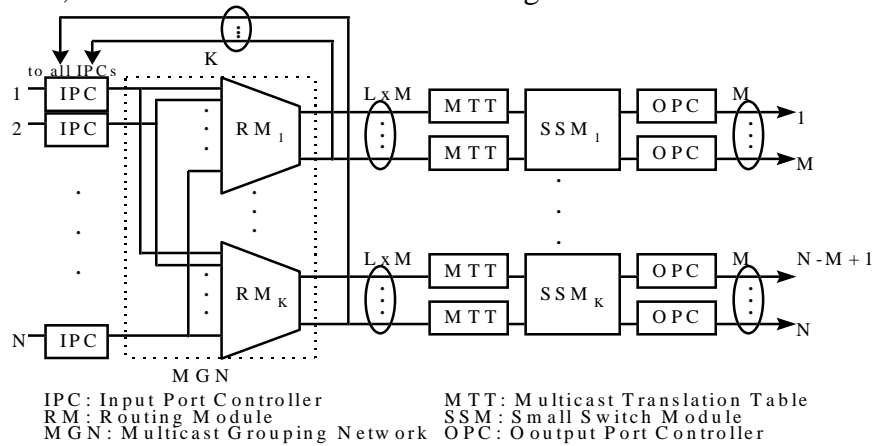 K
to all IPCs
1 IPC
2 IPC
N IPC
RM1
RMK
MGN
LxM
LxM
MTT
MTT
MTT
MTT
SSM1
SSMK
OPC
OPC
OPC
OPC
M
M
1
M
N-M+1
N
IPC: Input Port Controller
RM: Routing Module
MGN: Multicast Grouping Network
MTT: Multicast Translation Table
SSM: Small Switch Module
OPC: Ooutput Port Controller